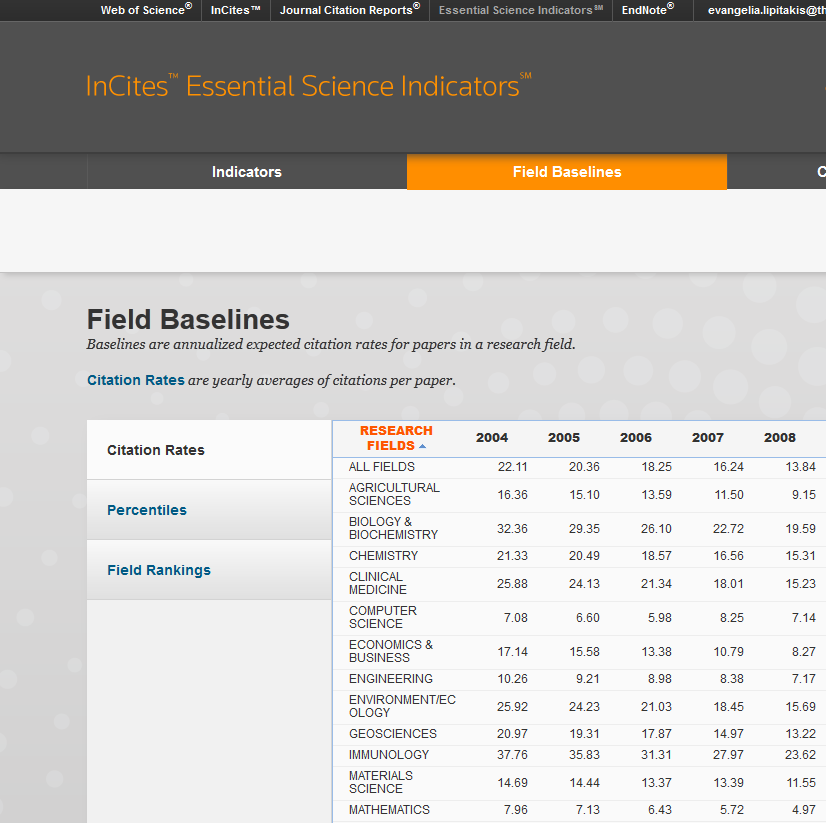 Web of Science® InCites™ Journal Citation Reports® Essential Science Indicators℠ EndNote® evangelia.lipitakis@th
InCites™ Essential Science Indicators℠
Indicators Field Baselines C
Field Baselines
Baselines are annualized expected citation rates for papers in a research field.
Citation Rates are yearly averages of citations per paper.
Citation Rates
Percentiles
Field Rankings
RESEARCH
FIELDS 2004 2005 2006 2007 2008
ALL FIELDS 22.11 20.36 18.25 16.24 13.84
AGRICULTURAL
SCIENCES 16.36 15.10 13.59 11.50 9.15
BIOLOGY &
BIOCHEMISTRY 32.36 29.35 26.10 22.72 19.59
CHEMISTRY 21.33 20.49 18.57 16.56 15.31
CLINICAL
MEDICINE 25.88 24.13 21.34 18.01 15.23
COMPUTER
SCIENCE 7.08 6.60 5.98 8.25 7.14
ECONOMICS &
BUSINESS 17.14 15.58 13.38 10.79 8.27
ENGINEERING 10.26 9.21 8.98 8.38 7.17
ENVIRONMENT/EC
OLOGY 25.92 24.23 21.03 18.45 15.69
GEOSCIENCES 20.97 19.31 17.87 14.97 13.22
IMMUNOLOGY 37.76 35.83 31.31 27.97 23.62
MATERIALS
SCIENCE 14.69 14.44 13.37 13.39 11.55
MATHEMATICS 7.96 7.13 6.43 5.72 4.97